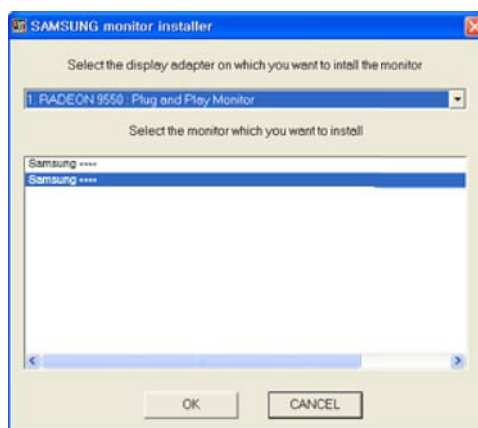 SAMSUNG monitor installer
Select the display adapter on which you want to intall the monitor
1. RADEON 9550 : Plug and Play Monitor
Select the monitor which you want to install
Samsung ****
Samsung ****
OK
CANCEL